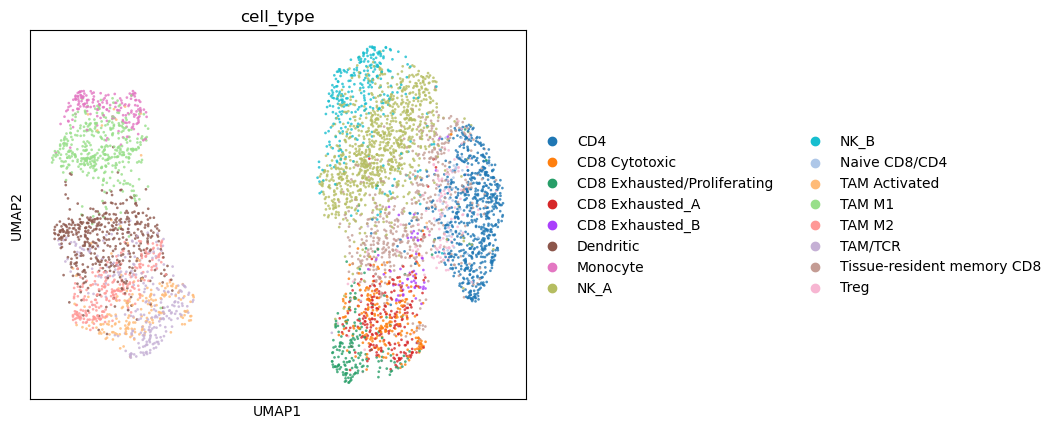 cell_type
UMAP2
UMAP1
CD4
CD8 Cytotoxic
CD8 Exhausted/Proliferating
CD8 Exhausted_A
CD8 Exhausted_B
Dendritic
Monocyte
NK_A
NK_B
Naive CD8/CD4
TAM Activated
TAM M1
TAM M2
TAM/TCR
Tissue-resident memory CD8
Treg